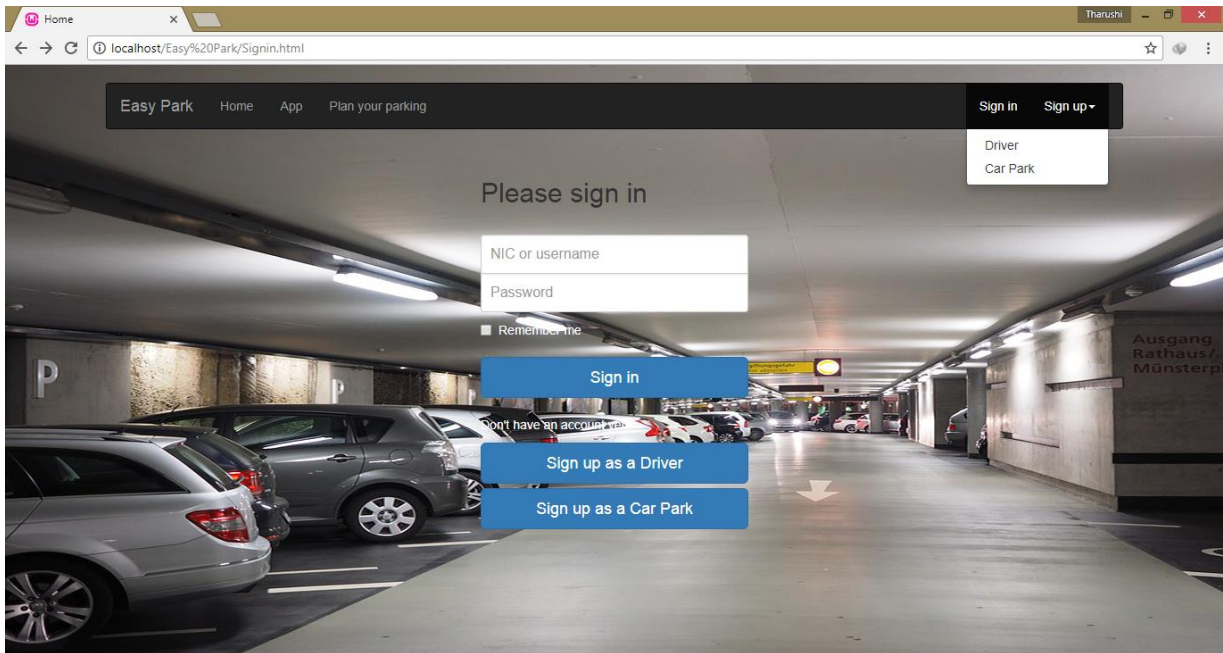 Home
Tharushi
localhost/Easy%20Park/Signin.html
Easy Park Home App Plan your parking Sign in Sign up
Driver
Car Park
Please sign in
NIC or username
Password
Remember me
Ausgang
Rathaus/
P
Sign in
Don't have an account
Sign up as a Driver
Sign up as a Car Park